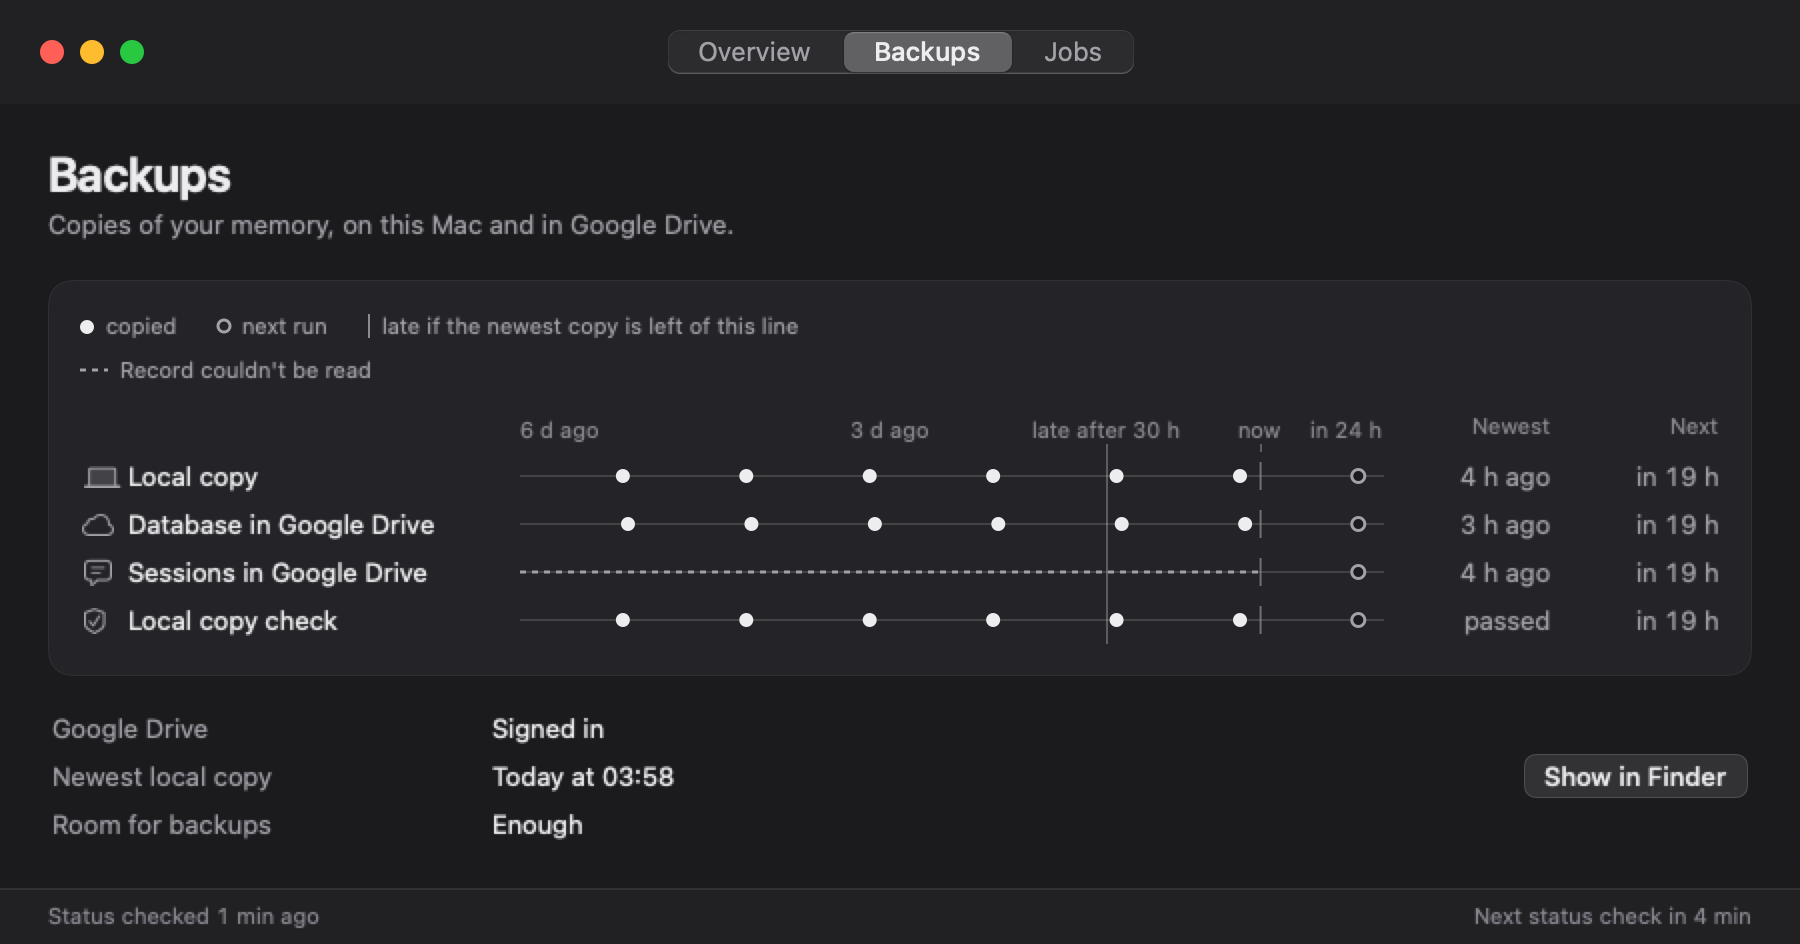 Overview Backups Jobs
Backups
Copies of your memory, on this Mac and in Google Drive.
copied next run late if the newest copy is left of this line
Record couldn't be read
6 d ago 3 d ago late after 30 h now in 24 h Newest Next
Local copy 4 h ago in 19 h
Database in Google Drive 3 h ago in 19 h
Sessions in Google Drive 4 h ago in 19 h
Local copy check passed in 19 h
Google Drive Signed in
Newest local copy Today at 03:58 Show in Finder
Room for backups Enough
Status checked 1 min ago Next status check in 4 min